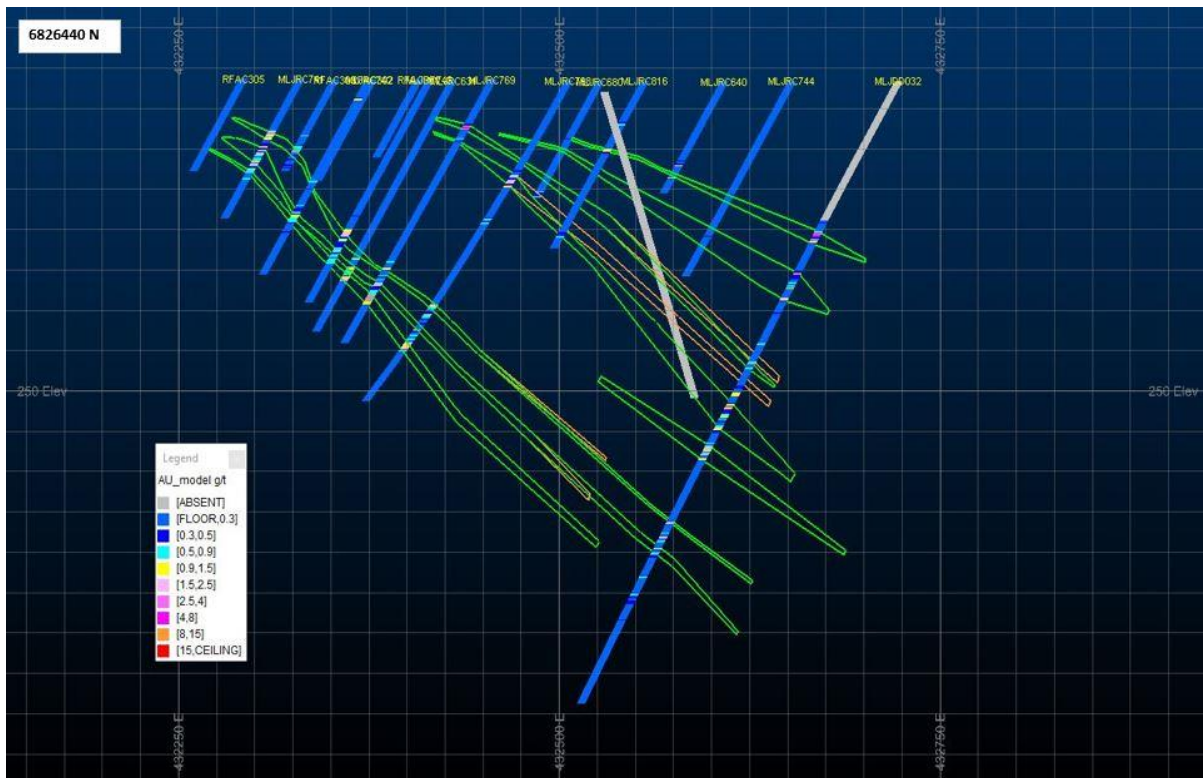 6826440 N
432250 E
432500 E
432750 E
RFAC305
MLJRC769
MLJRC816
MLJRC640
MLJRC744
MLJRD032
250 Elev
250 Elev
Legend
AU_model g/t
[ABSENT]
[FLOOR,0.3]
[0.3,0.5]
[0.5,0.9]
[0.9,1.5]
[1.5,2.5]
[2.5,4]
[4,8]
[8,15]
[15,CEILING]
432250 E
432500 E
432750 E